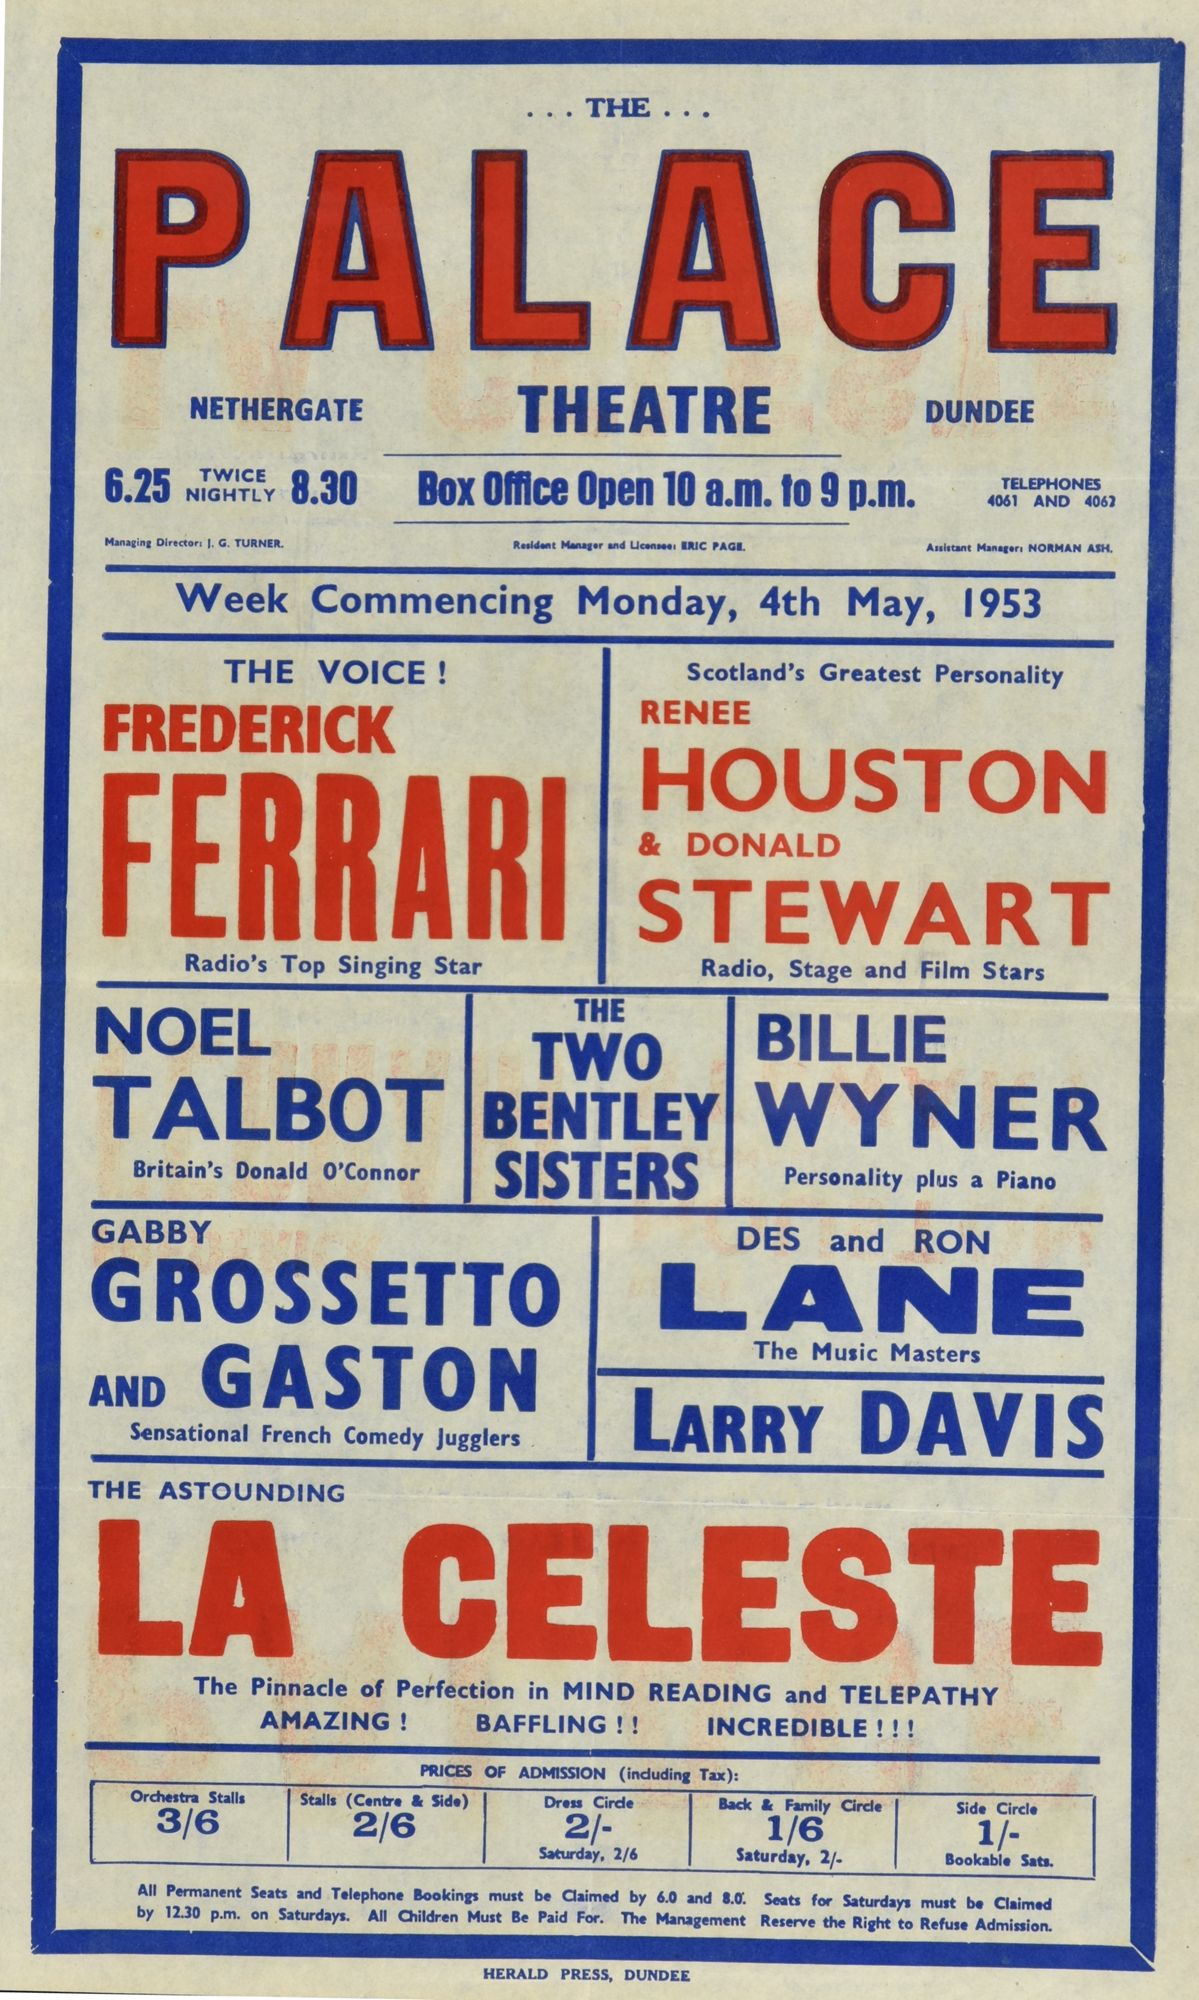 . . . THE . . .
PALACE
NETHERGATE THEATRE DUNDEE
6.25 TWICE NIGHTLY 8.30 Box Office Open 10 a.m. to 9 p.m. TELEPHONES 4061 AND 4062
Managing Director: J. G. TURNER. Resident Manager and Licensee: ERIC PAGE. Assistant Manager: NORMAN ASH.
Week Commencing Monday, 4th May, 1953
THE VOICE !
FREDERICK
FERRARI
Radio's Top Singing Star
Scotland's Greatest Personality
RENEE
HOUSTON
& DONALD
STEWART
Radio, Stage and Film Stars
NOEL
TALBOT
Britain's Donald O'Connor
THE
TWO
BENTLEY
SISTERS
BILLIE
WYNER
Personality plus a Piano
GABBY
GROSSETTO
AND GASTON
Sensational French Comedy Jugglers
DES and RON
LANE
The Music Masters
LARRY DAVIS
THE ASTOUNDING
LA CELESTE
The Pinnacle of Perfection in MIND READING and TELEPATHY
AMAZING ! BAFFLING ! ! INCREDIBLE ! ! !
PRICES OF ADMISSION (including Tax):
Orchestra Stalls
3/6
Stalls (Centre & Side)
2/6
Dress Circle
2/-
Saturday, 2/6
Back & Family Circle
1/6
Saturday, 2/-
Side Circle
1/-
Bookable Sats.
All Permanent Seats and Telephone Bookings must be Claimed by 6.0 and 8.0. Seats for Saturdays must be Claimed
by 12.30 p.m. on Saturdays. All Children Must Be Paid For. The Management Reserve the Right to Refuse Admission.
HERALD PRESS, DUNDEE